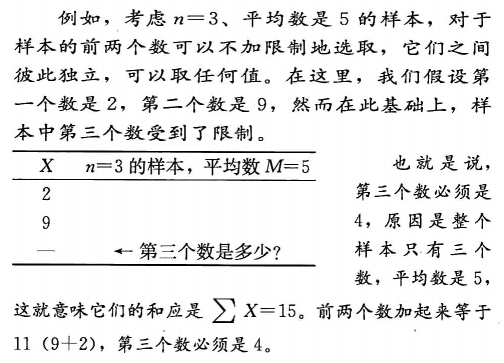 例如，考虑 n＝3、平均数是 5 的样本，对于
样本的前两个数可以不加限制地选取，它们之间
彼此独立，可以取任何值。在这里，我们假设第
一个数是 2，第二个数是 9，然而在此基础上，样
本中第三个数受到了限制。
X n＝3 的样本，平均数 M＝5
2
9
— ←第三个数是多少？
也就是说，
第三个数必须是
4，原因是整个
样本只有三个
数，平均数是 5，
这就意味它们的和应是 ∑ X＝15。前两个数加起来等于
11（9＋2），第三个数必须是 4。